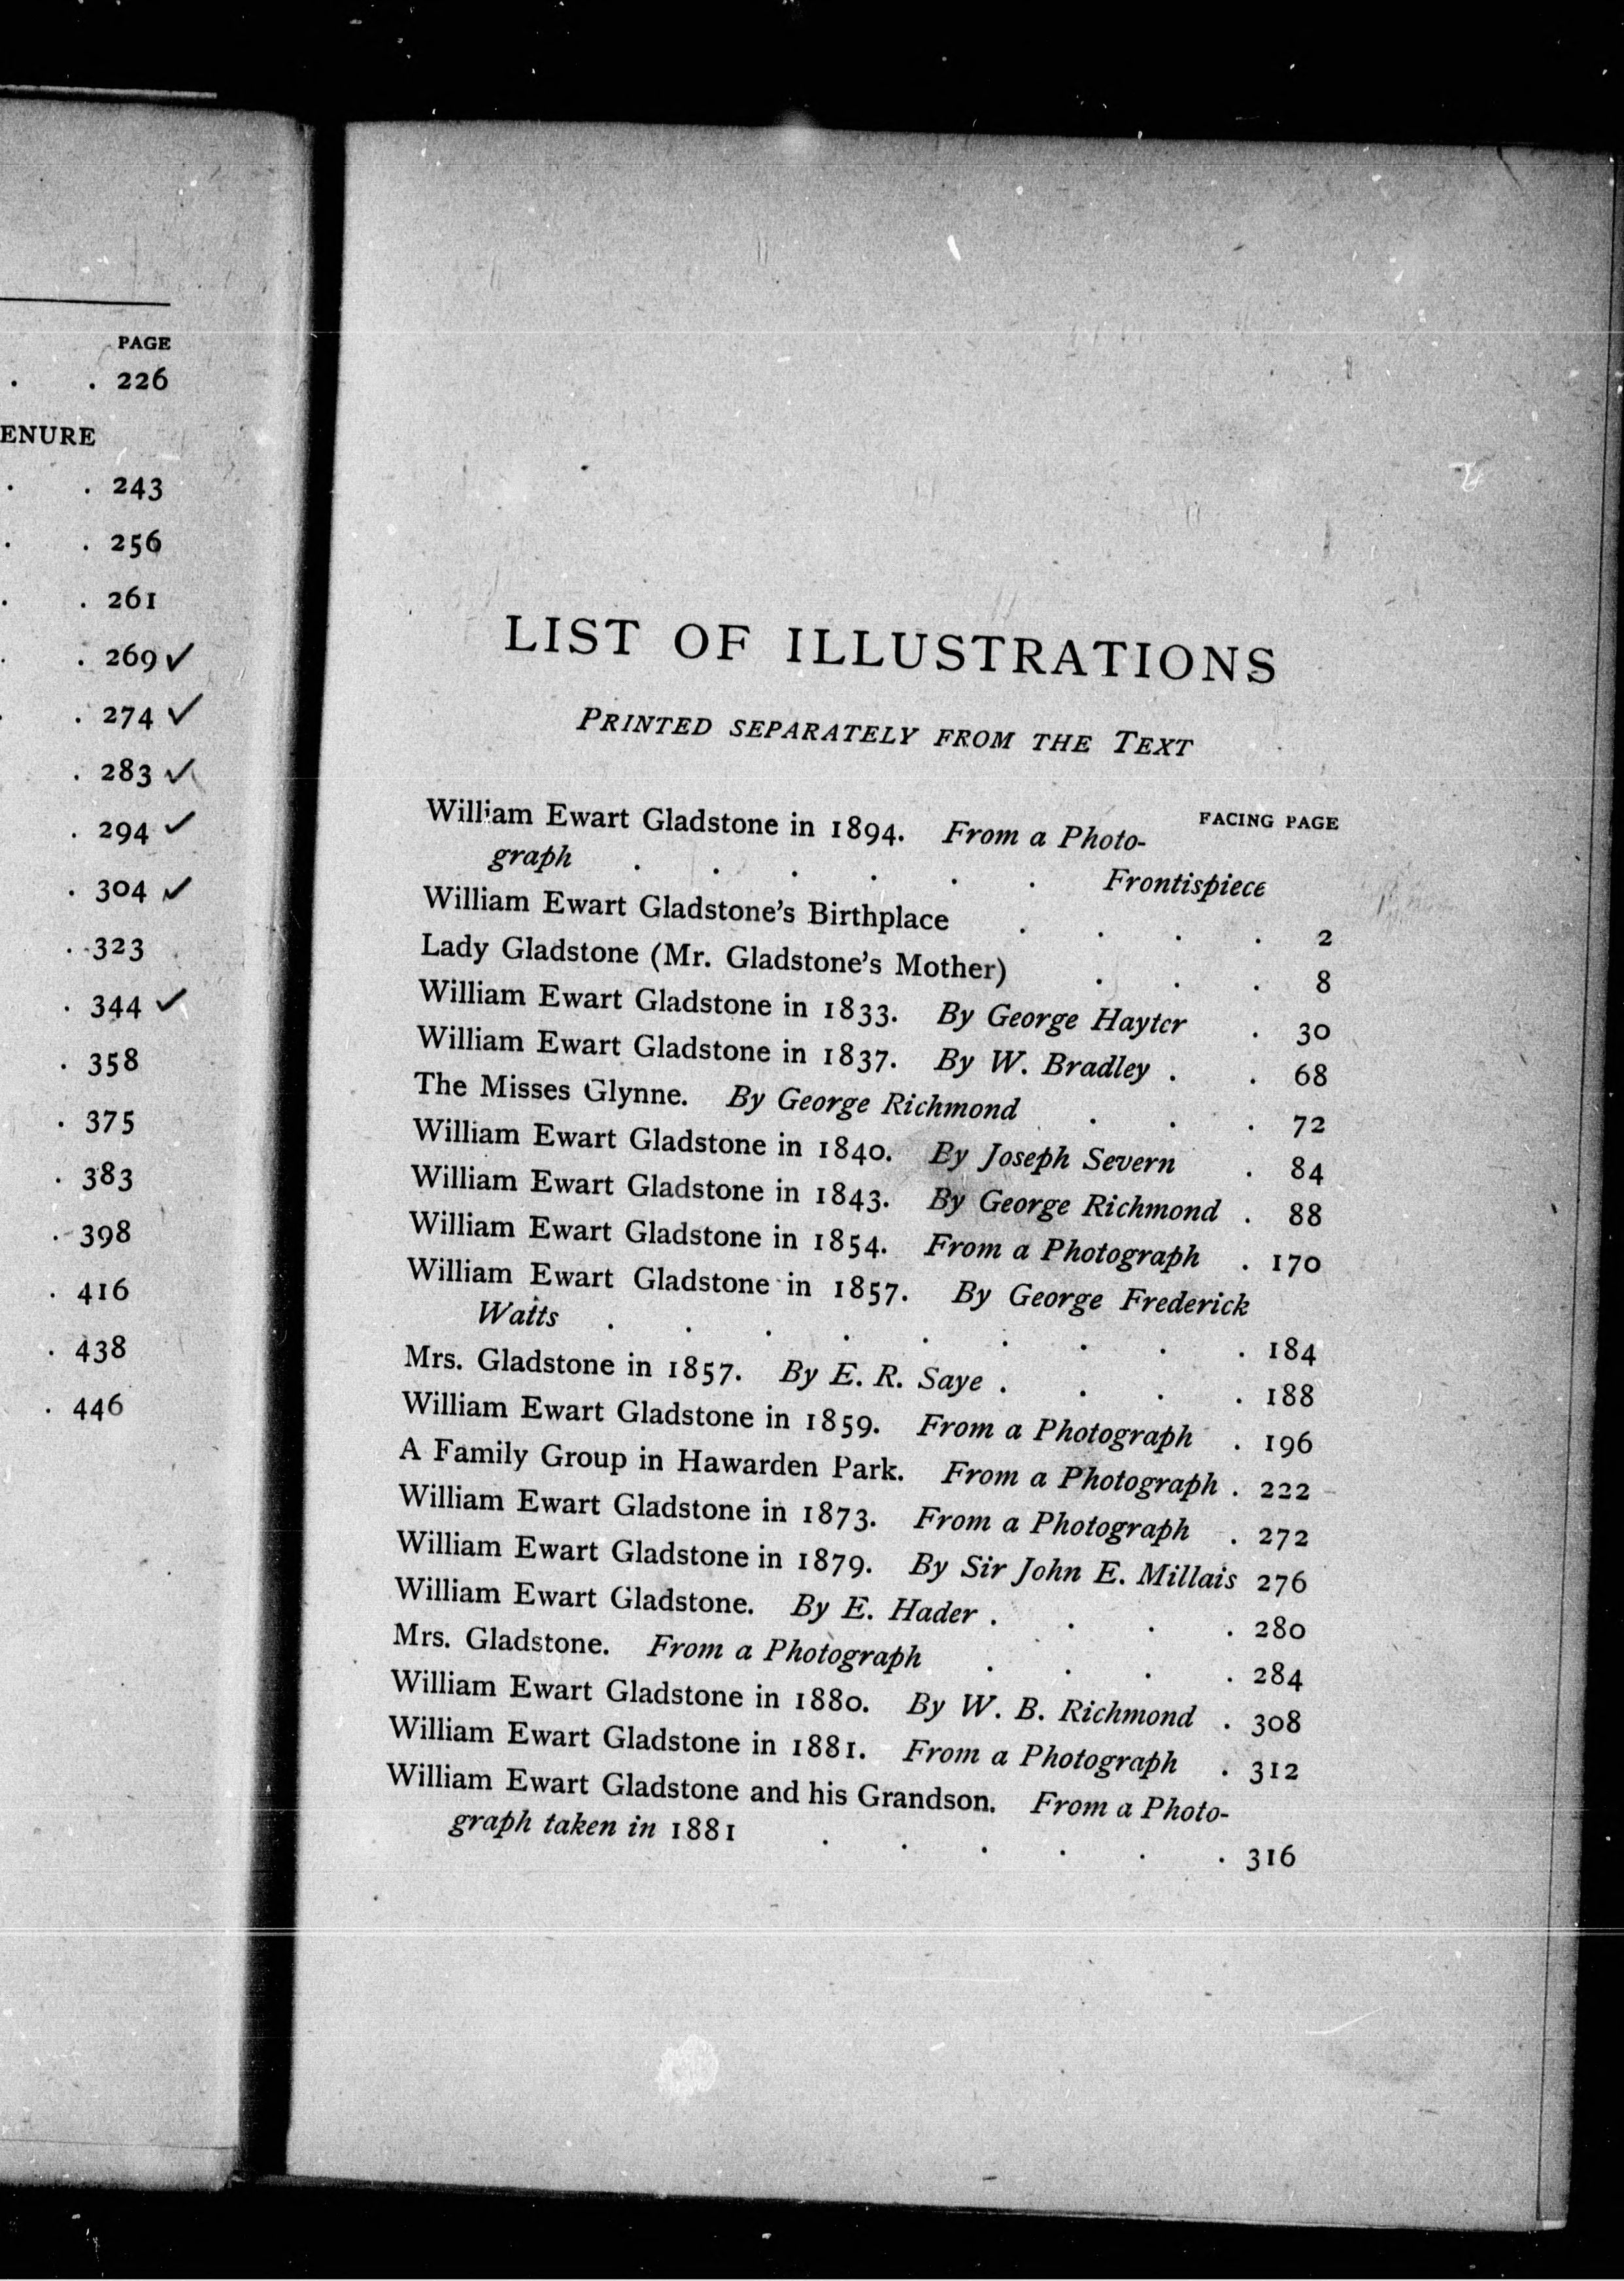 PAGE
. . 226
ENURE
. . 243
. . 256
. . 261
. . 269 ✓
. . 274 ✓
. 283 ✓
. 294 ✓
. 304 ✓
. 323
. 344 ✓
. 358
. 375
. 383
. 398
. 416
. 438
. 446
LIST OF ILLUSTRATIONS
PRINTED SEPARATELY FROM THE TEXT
FACING PAGE
William Ewart Gladstone in 1894. From a Photo-
graph . . . . . . Frontispiece
William Ewart Gladstone's Birthplace . . . . 2
Lady Gladstone (Mr. Gladstone's Mother) . . . 8
William Ewart Gladstone in 1833. By George Hayter . 30
William Ewart Gladstone in 1837. By W. Bradley . . 68
The Misses Glynne. By George Richmond . . . 72
William Ewart Gladstone in 1840. By Joseph Severn . 84
William Ewart Gladstone in 1843. By George Richmond . 88
William Ewart Gladstone in 1854. From a Photograph . 170
William Ewart Gladstone in 1857. By George Frederick
Watts . . . . . . . . . 184
Mrs. Gladstone in 1857. By E. R. Saye . . . . 188
William Ewart Gladstone in 1859. From a Photograph . 196
A Family Group in Hawarden Park. From a Photograph . 222
William Ewart Gladstone in 1873. From a Photograph . 272
William Ewart Gladstone in 1879. By Sir John E. Millais 276
William Ewart Gladstone. By E. Hader . . . . 280
Mrs. Gladstone. From a Photograph . . . . 284
William Ewart Gladstone in 1880. By W. B. Richmond . 308
William Ewart Gladstone in 1881. From a Photograph . 312
William Ewart Gladstone and his Grandson. From a Photo-
graph taken in 1881 . . . . . . 316